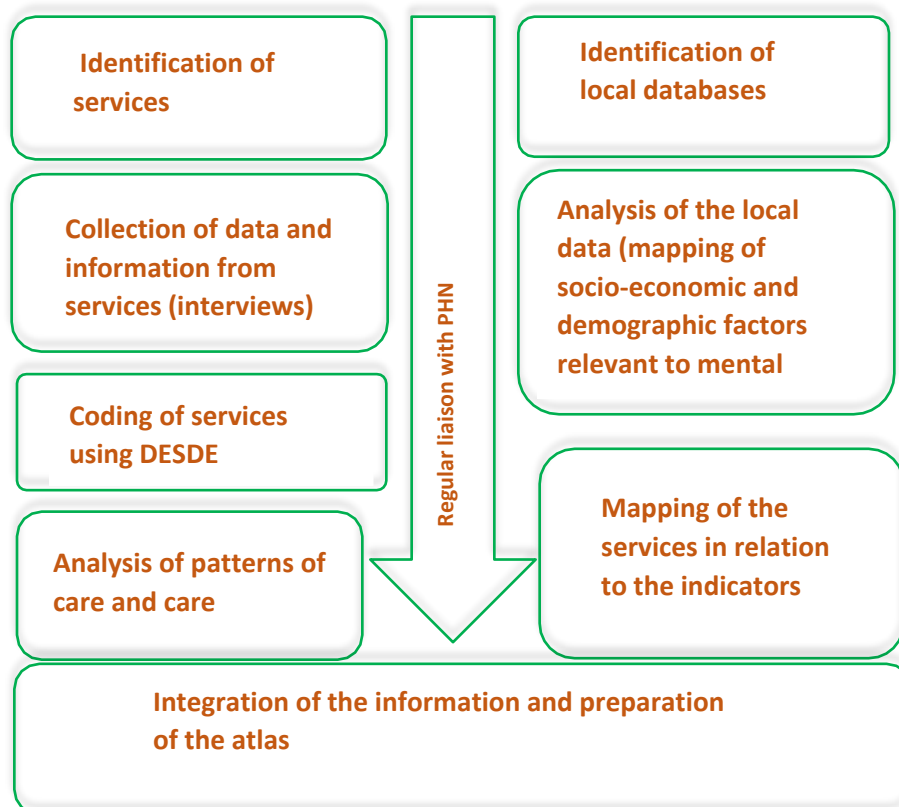 Identification of
services
Collection of data and
information from
services (interviews)
Coding of services
using DESDE
Analysis of patterns of
care and care
Regular liaison with PHN
Identification of
local databases
Analysis of the local
data (mapping of
socio-economic and
demographic factors
relevant to mental
Mapping of the
services in relation
to the indicators
Integration of the information and preparation
of the atlas